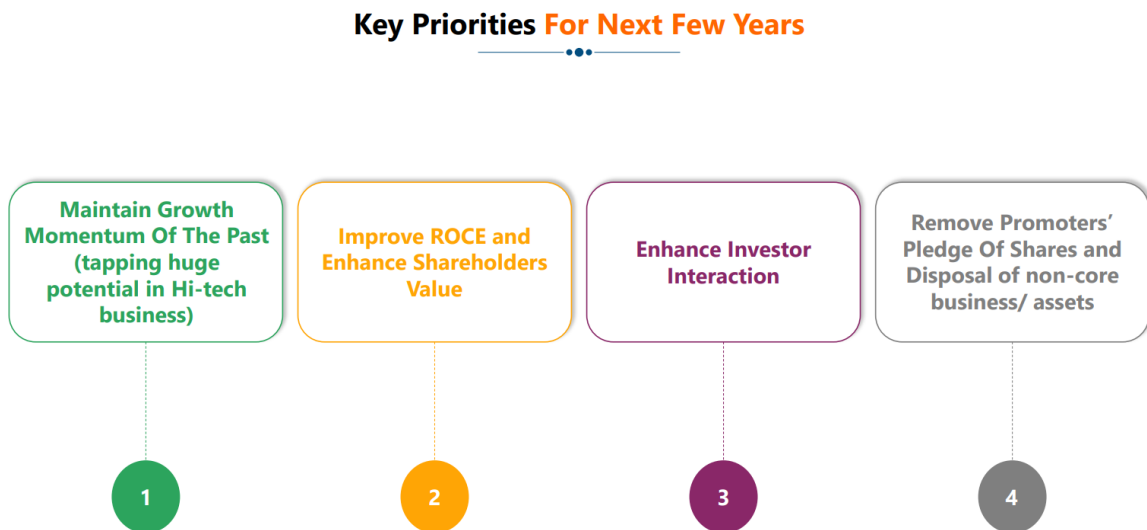 Key Priorities For Next Few Years
Maintain Growth
Momentum Of The Past
(tapping huge
potential in Hi-tech
business)
Improve ROCE and
Enhance Shareholders
Value
Enhance Investor
Interaction
Remove Promoters’
Pledge Of Shares and
Disposal of non-core
business/ assets
1
2
3
4